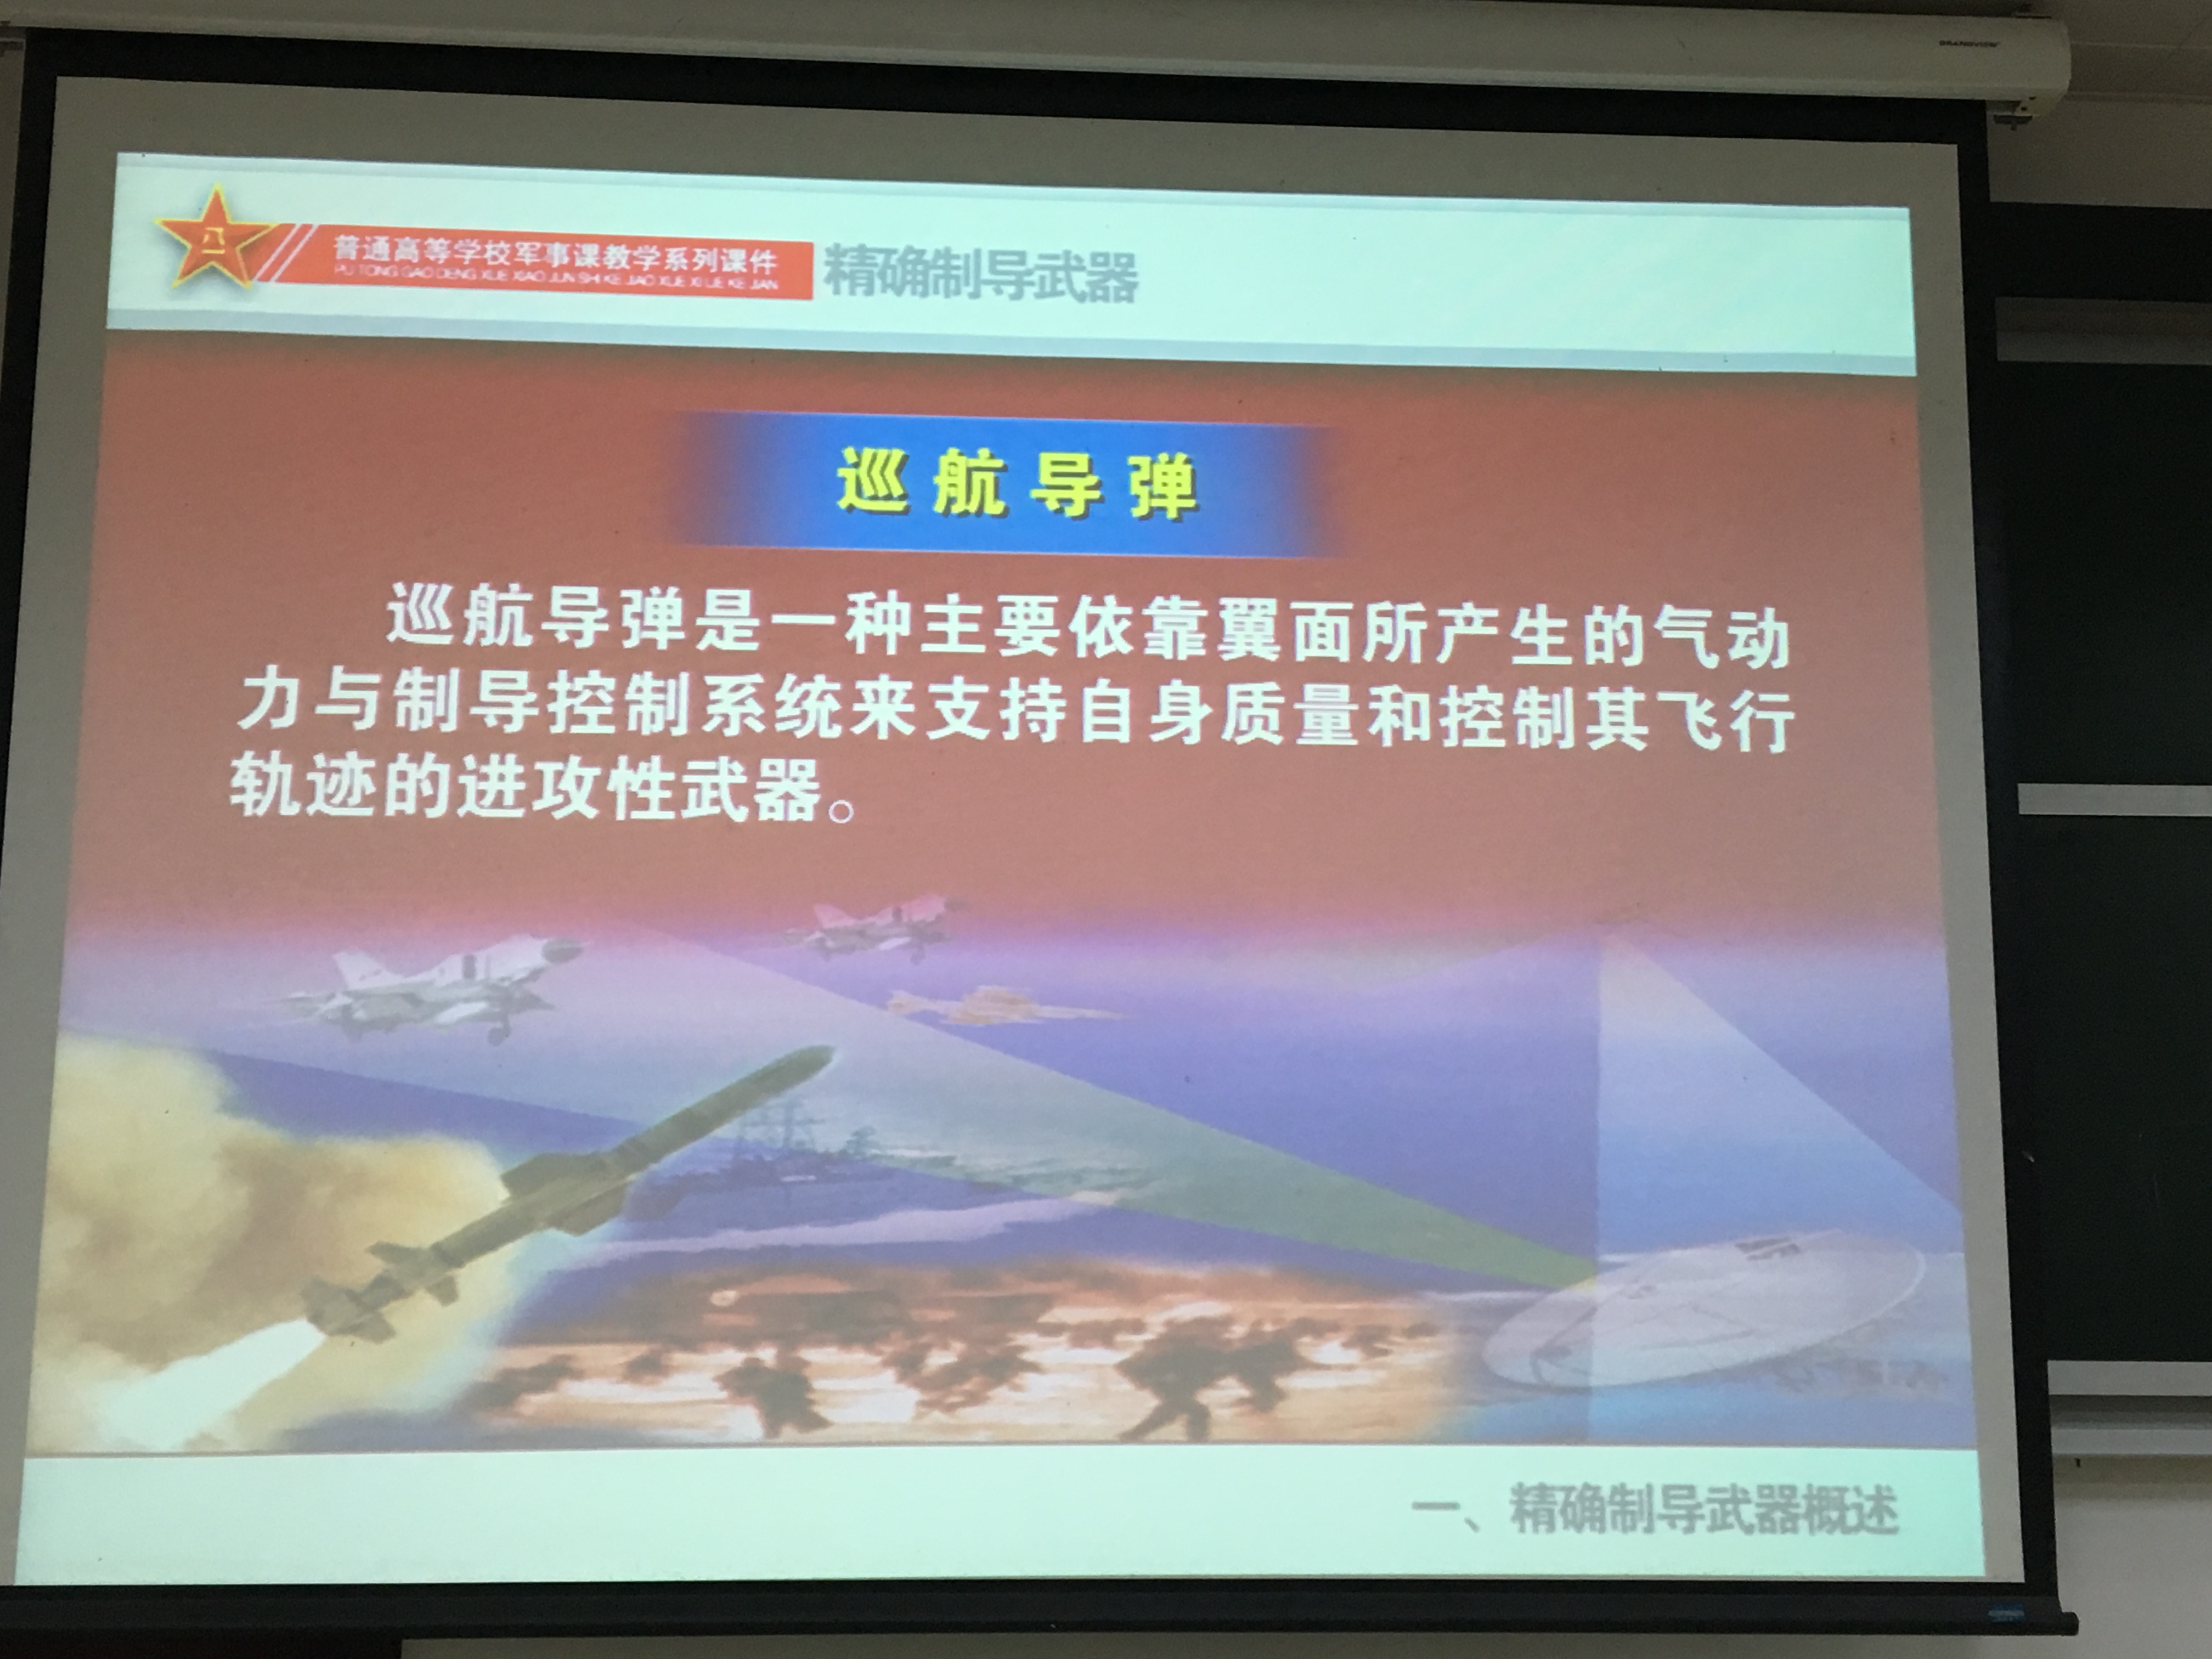 GRANDVIEW
八一
普通高等学校军事课教学系列课件
PU TONG GAO DENG XUE XIAO JUN SHI KE JIAO XUE XI LIE KE JIAN
精确制导武器
巡航导弹
巡航导弹是一种主要依靠翼面所产生的气动
力与制导控制系统来支持自身质量和控制其飞行
轨迹的进攻性武器。
一、精确制导武器概述